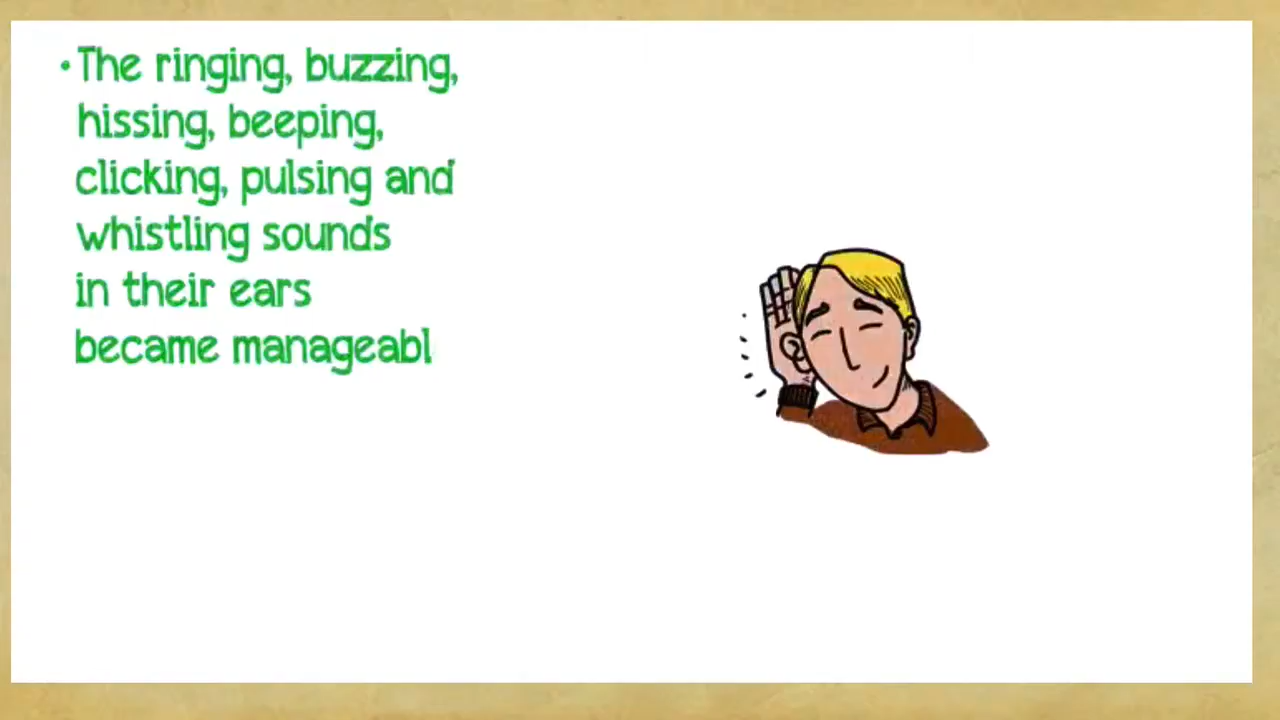 •The ringing, buzzing,
hissing, beeping,
clicking, pulsing and
whistling sounds
in their ears
became manageabl